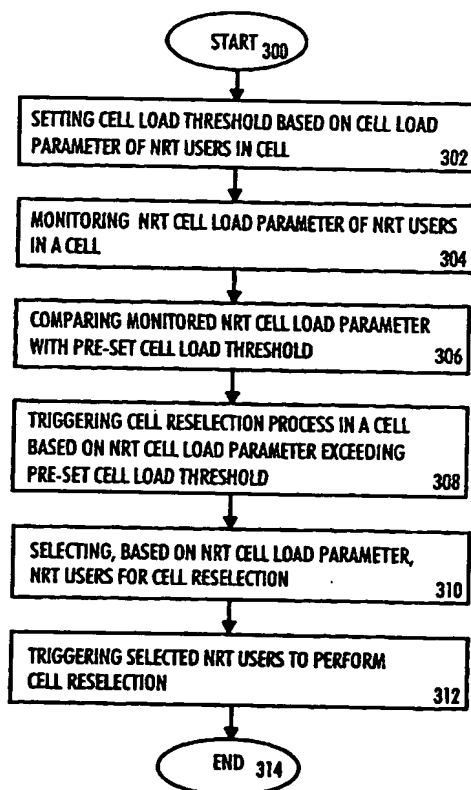 START 300
SETTING CELL LOAD THRESHOLD BASED ON CELL LOAD
PARAMETER OF NRT USERS IN CELL
302
MONITORING NRT CELL LOAD PARAMETER OF NRT USERS
IN A CELL
304
COMPARING MONITORED NRT CELL LOAD PARAMETER
WITH PRE-SET CELL LOAD THRESHOLD
306
TRIGGERING CELL RESELECTION PROCESS IN A CELL
BASED ON NRT CELL LOAD PARAMETER EXCEEDING
PRE-SET CELL LOAD THRESHOLD
308
SELECTING, BASED ON NRT CELL LOAD PARAMETER,
NRT USERS FOR CELL RESELECTION
310
TRIGGERING SELECTED NRT USERS TO PERFORM
CELL RESELECTION
312
END 314